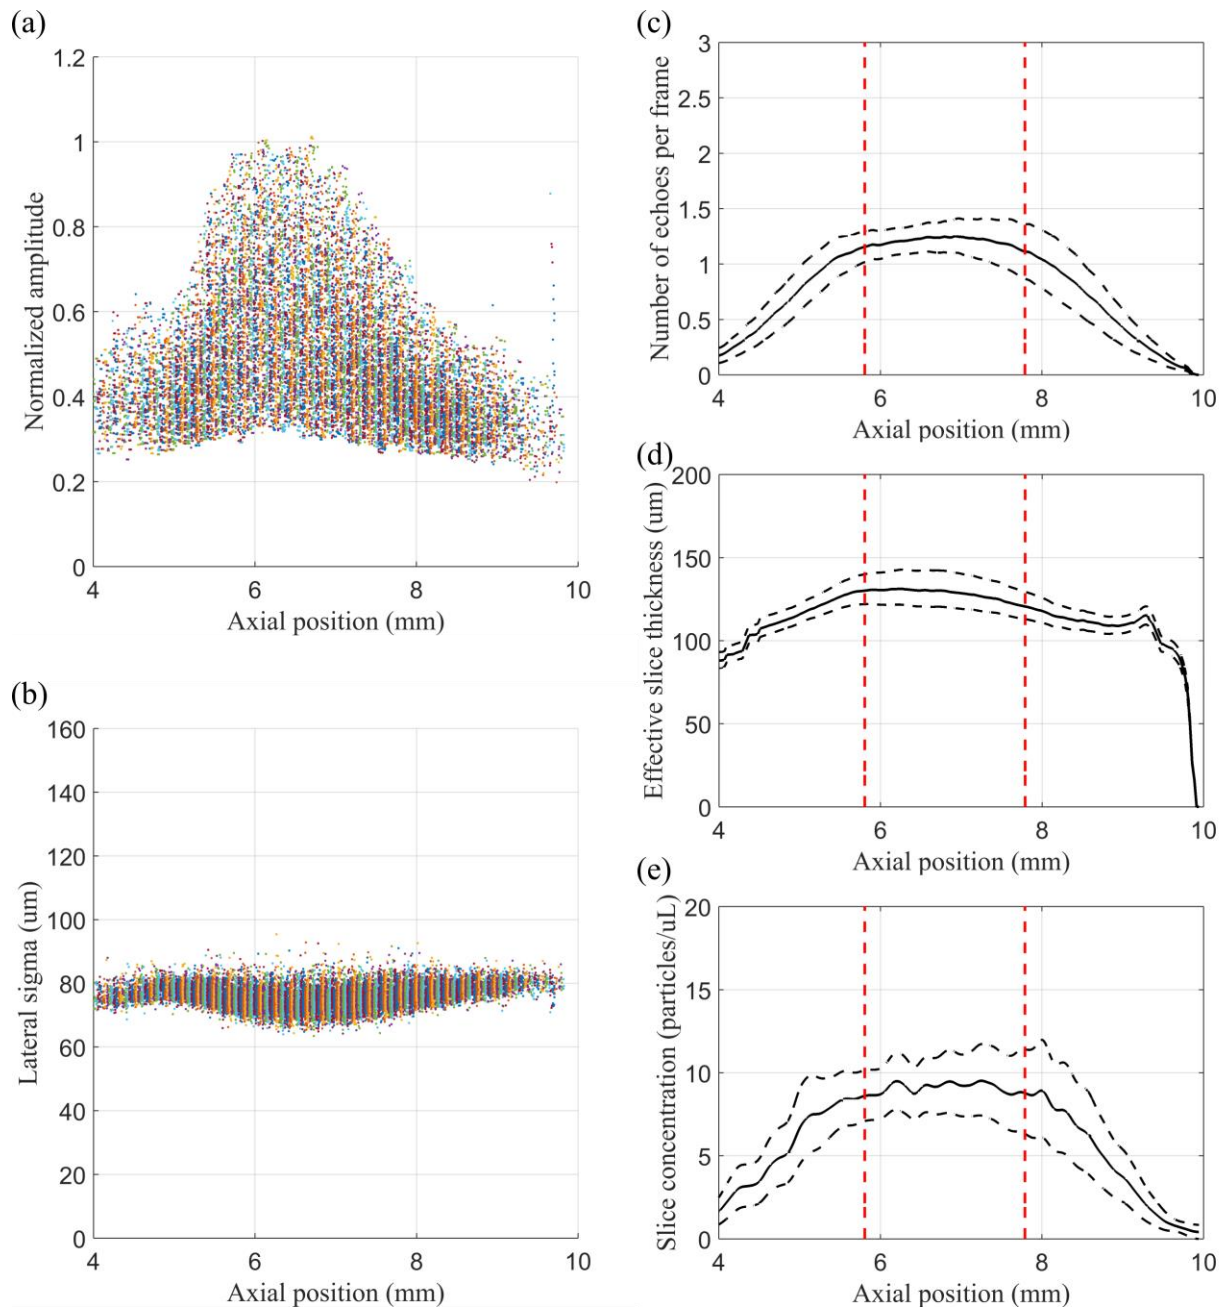 (a)
1.2
1
0.8
0.6
0.4
0.2
0
Normalized amplitude
4 6 8 10
Axial position (mm)
(b)
160
140
120
100
80
60
40
20
0
Lateral sigma (um)
4 6 8 10
Axial position (mm)
(c)
3
2.5
2
1.5
1
0.5
0
Number of echoes per frame
4 6 8 10
Axial position (mm)
(d)
200
150
100
50
0
Effective slice thickness (um)
4 6 8 10
Axial position (mm)
(e)
20
15
10
5
0
Slice concentration (particles/uL)
4 6 8 10
Axial position (mm)